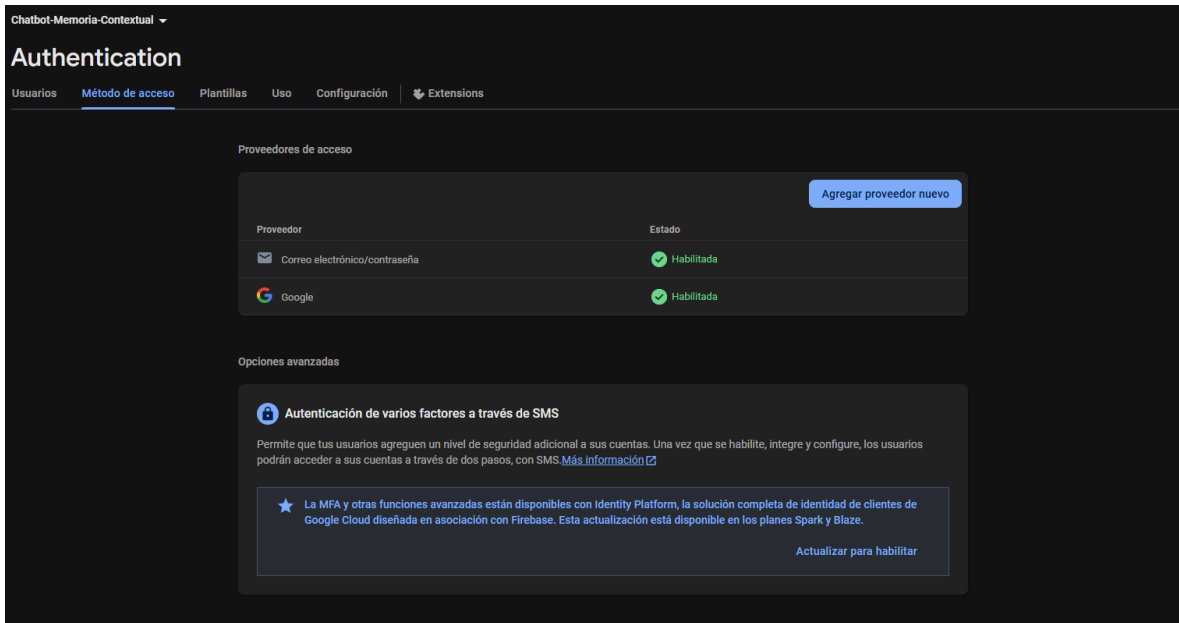 Chatbot-Memoria-Contextual
Authentication
Usuarios Método de acceso Plantillas Uso Configuración Extensions
Proveedores de acceso
Agregar proveedor nuevo
Proveedor Estado
Correo electrónico/contraseña Habilitada
Google Habilitada
Opciones avanzadas
Autenticación de varios factores a través de SMS
Permite que tus usuarios agreguen un nivel de seguridad adicional a sus cuentas. Una vez que se habilite, integre y configure, los usuarios
podrán acceder a sus cuentas a través de dos pasos, con SMS.Más información
La MFA y otras funciones avanzadas están disponibles con Identity Platform, la solución completa de identidad de clientes de
Google Cloud diseñada en asociación con Firebase. Esta actualización está disponible en los planes Spark y Blaze.
Actualizar para habilitar